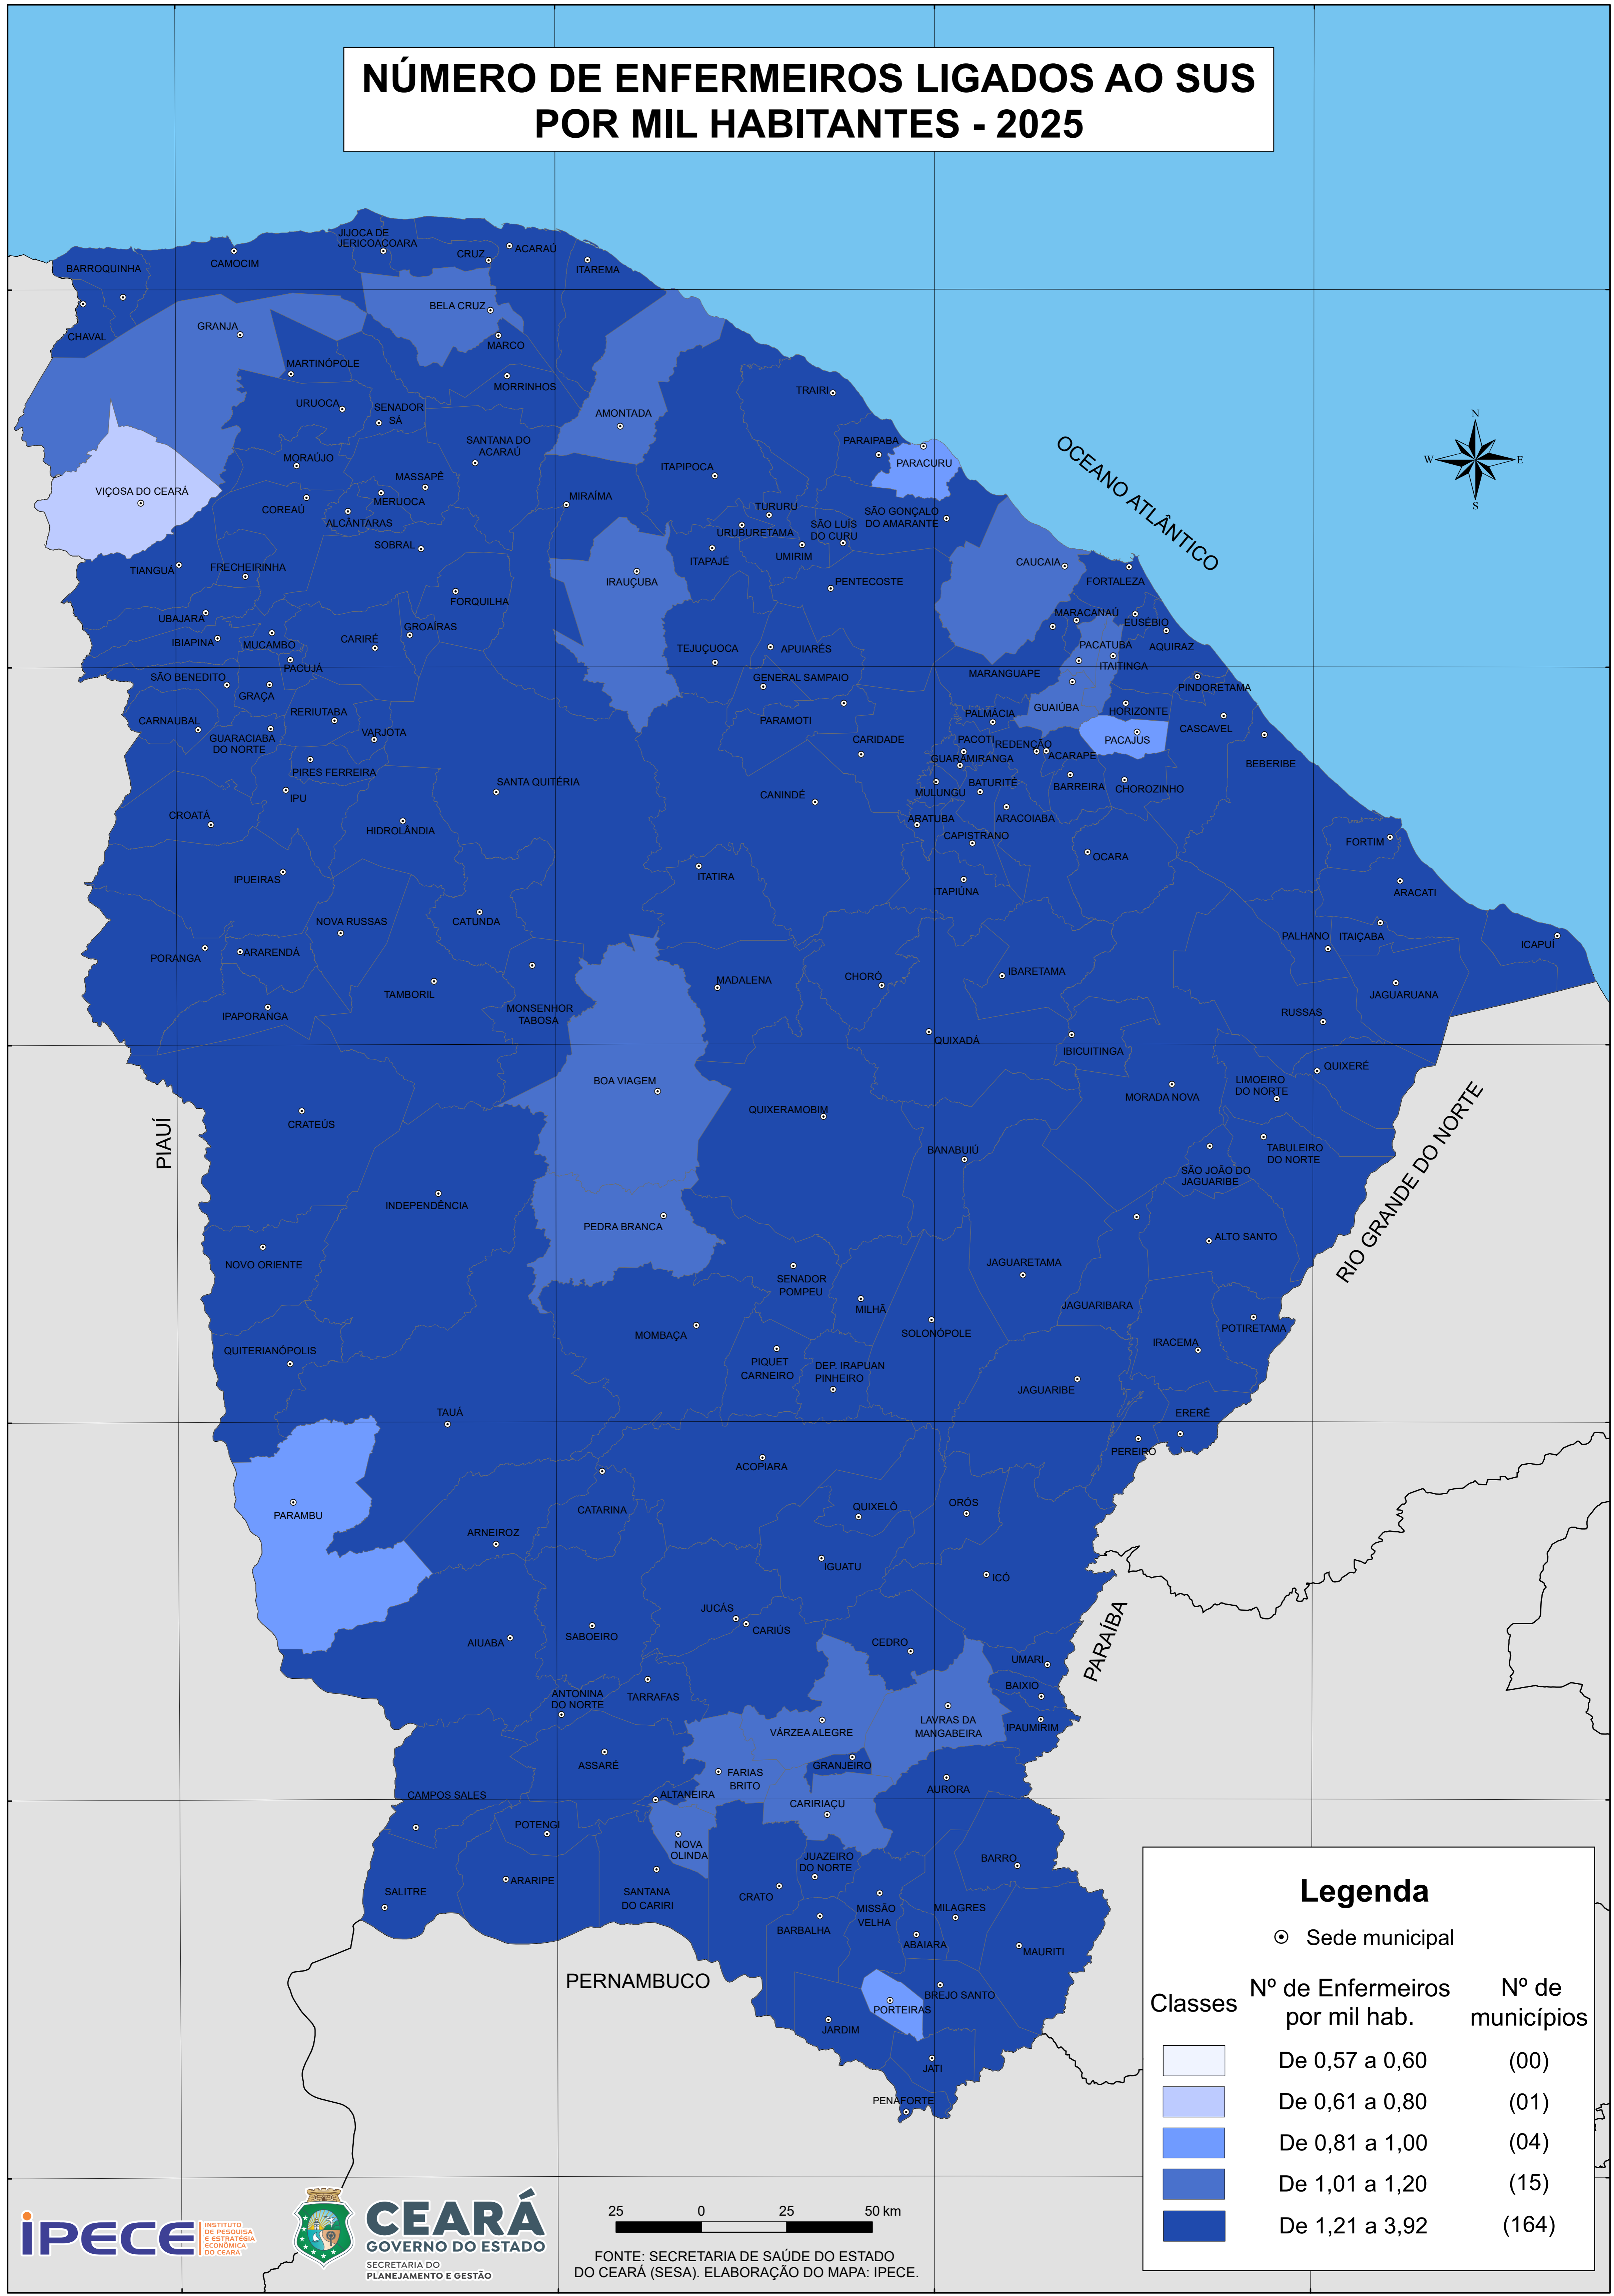 NÚMERO DE ENFERMEIROS LIGADOS AO SUS
POR MIL HABITANTES - 2025
JIJOCA DE
JERICOACOARA
CRUZ
ACARAÚ
ITAREMA
BARROQUINHA
CAMOCIM
CHAVAL
GRANJA
BELA CRUZ
MARCO
MARTINÓPOLE
MORRINHOS
URUOCA
SENADOR
SÁ
AMONTADA
TRAIRI
N
W
E
S
OCEANO ATLÂNTICO
SANTANA DO
ACARAÚ
PARAIPABA
PARACURU
MORAÚJO
MASSAPÊ
ITAPIPOCA
VIÇOSA DO CEARÁ
MERUOCA
MIRAÍMA
COREAÚ
ALCÂNTARAS
TURURU
SÃO GONÇALO
DO AMARANTE
SÃO LUÍS
DO CURU
URUBURETAMA
UMIRIM
SOBRAL
ITAPAJÉ
CAUCAIA
FORTALEZA
TIANGUÁ
FRECHEIRINHA
IRAUÇUBA
PENTECOSTE
FORQUILHA
UBAJARA
MARACANAÚ
EUSÉBIO
IBIAPINA
MUCAMBO
CARIRÉ
GROAÍRAS
TEJUÇUOCA
APUIARÉS
PACATUBA
AQUIRAZ
PACUJÁ
ITAITINGA
SÃO BENEDITO
GENERAL SAMPAIO
MARANGUAPE
PINDORETAMA
GRAÇA
RERIUTABA
GUAIÚBA
HORIZONTE
CARNAUBAL
PARAMOTI
PALMÁCIA
CASCAVEL
GUARACIABA
DO NORTE
VARJOTA
CARIDADE
PACOTI
REDENÇÃO
PACAJUS
GUARAMIRANGA
ACARAPE
BEBERIBE
PIRES FERREIRA
SANTA QUITÉRIA
MULUNGU
BATURITÉ
BARREIRA
CHOROZINHO
IPU
CANINDÉ
CROATÁ
HIDROLÂNDIA
ARATUBA
ARACOIABA
CAPISTRANO
FORTIM
OCARA
IPUEIRAS
ITATIRA
ITAPIÚNA
ARACATI
NOVA RUSSAS
CATUNDA
PALHANO
ITAIÇABA
ICAPUÍ
PORANGA
ARARENDÁ
MADALENA
CHORÓ
IBARETAMA
TAMBORIL
JAGUARUANA
IPAPORANGA
MONSENHOR
TABOSA
RUSSAS
QUIXADÁ
IBICUITINGA
BOA VIAGEM
QUIXERÉ
LIMOEIRO
DO NORTE
MORADA NOVA
CRATEÚS
QUIXERAMOBIM
PIAUÍ
RIO GRANDE DO NORTE
BANABUIÚ
TABULEIRO
DO NORTE
SÃO JOÃO DO
JAGUARIBE
INDEPENDÊNCIA
PEDRA BRANCA
ALTO SANTO
NOVO ORIENTE
JAGUARETAMA
SENADOR
POMPEU
MILHÃ
JAGUARIBARA
MOMBAÇA
SOLONÓPOLE
POTIRETAMA
IRACEMA
QUITERIANÓPOLIS
PIQUET
CARNEIRO
DEP. IRAPUAN
PINHEIRO
JAGUARIBE
TAUÁ
ERERÊ
PEREIRO
ACOPIARA
PARAMBU
CATARINA
QUIXELÔ
ORÓS
ARNEIROZ
IGUATU
ICÓ
PARAÍBA
JUCÁS
CARIÚS
AIUABA
SABOEIRO
CEDRO
UMARI
BAIXIO
TARRAFAS
ANTONINA
DO NORTE
LAVRAS DA
MANGABEIRA
IPAUMIRIM
VÁRZEA ALEGRE
ASSARÉ
FARIAS
BRITO
GRANJEIRO
AURORA
CAMPOS SALES
ALTANEIRA
CARIRIAÇU
POTENGI
NOVA
OLINDA
JUAZEIRO
DO NORTE
BARRO
SALITRE
ARARIPE
SANTANA
DO CARIRI
CRATO
MISSÃO
VELHA
MILAGRES
BARBALHA
ABAIARA
MAURITI
PERNAMBUCO
PORTEIRAS
BREJO SANTO
JARDIM
JATI
PENAFORTE
Legenda
Sede municipal
Classes
Nº de Enfermeiros
por mil hab.
Nº de
municípios
De 0,57 a 0,60 (00)
De 0,61 a 0,80 (01)
De 0,81 a 1,00 (04)
De 1,01 a 1,20 (15)
De 1,21 a 3,92 (164)
25 0 25 50 km
FONTE: SECRETARIA DE SAÚDE DO ESTADO
DO CEARÁ (SESA). ELABORAÇÃO DO MAPA: IPECE.
iPECE
INSTITUTO
DE PESQUISA
E ESTRATÉGIA
ECONÔMICA
DO CEARÁ
CEARÁ
GOVERNO DO ESTADO
SECRETARIA DO
PLANEJAMENTO E GESTÃO